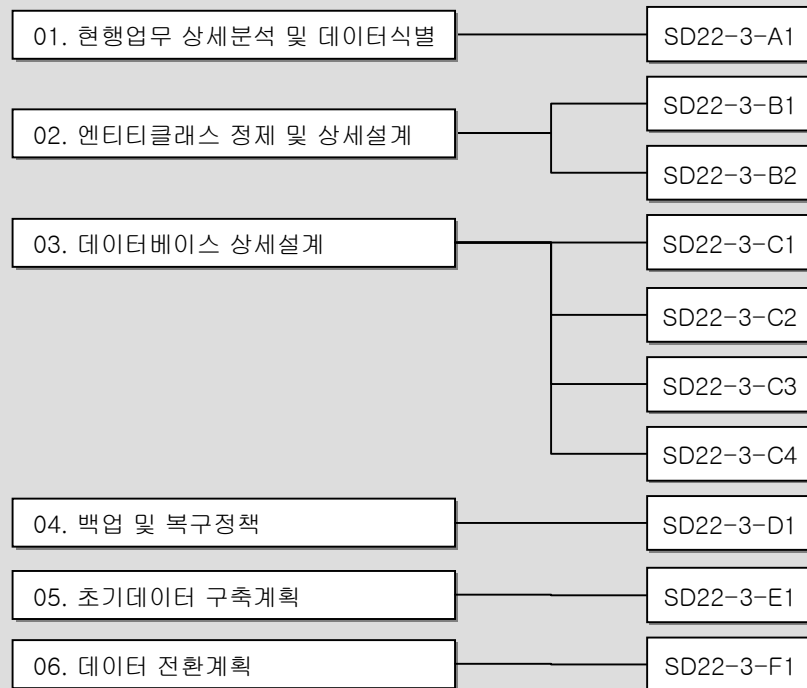 01. 현행업무 상세분석 및 데이터식별
SD22-3-A1
02. 엔티티클래스 정제 및 상세설계
SD22-3-B1
SD22-3-B2
03. 데이터베이스 상세설계
SD22-3-C1
SD22-3-C2
SD22-3-C3
SD22-3-C4
04. 백업 및 복구정책
SD22-3-D1
05. 초기데이터 구축계획
SD22-3-E1
06. 데이터 전환계획
SD22-3-F1